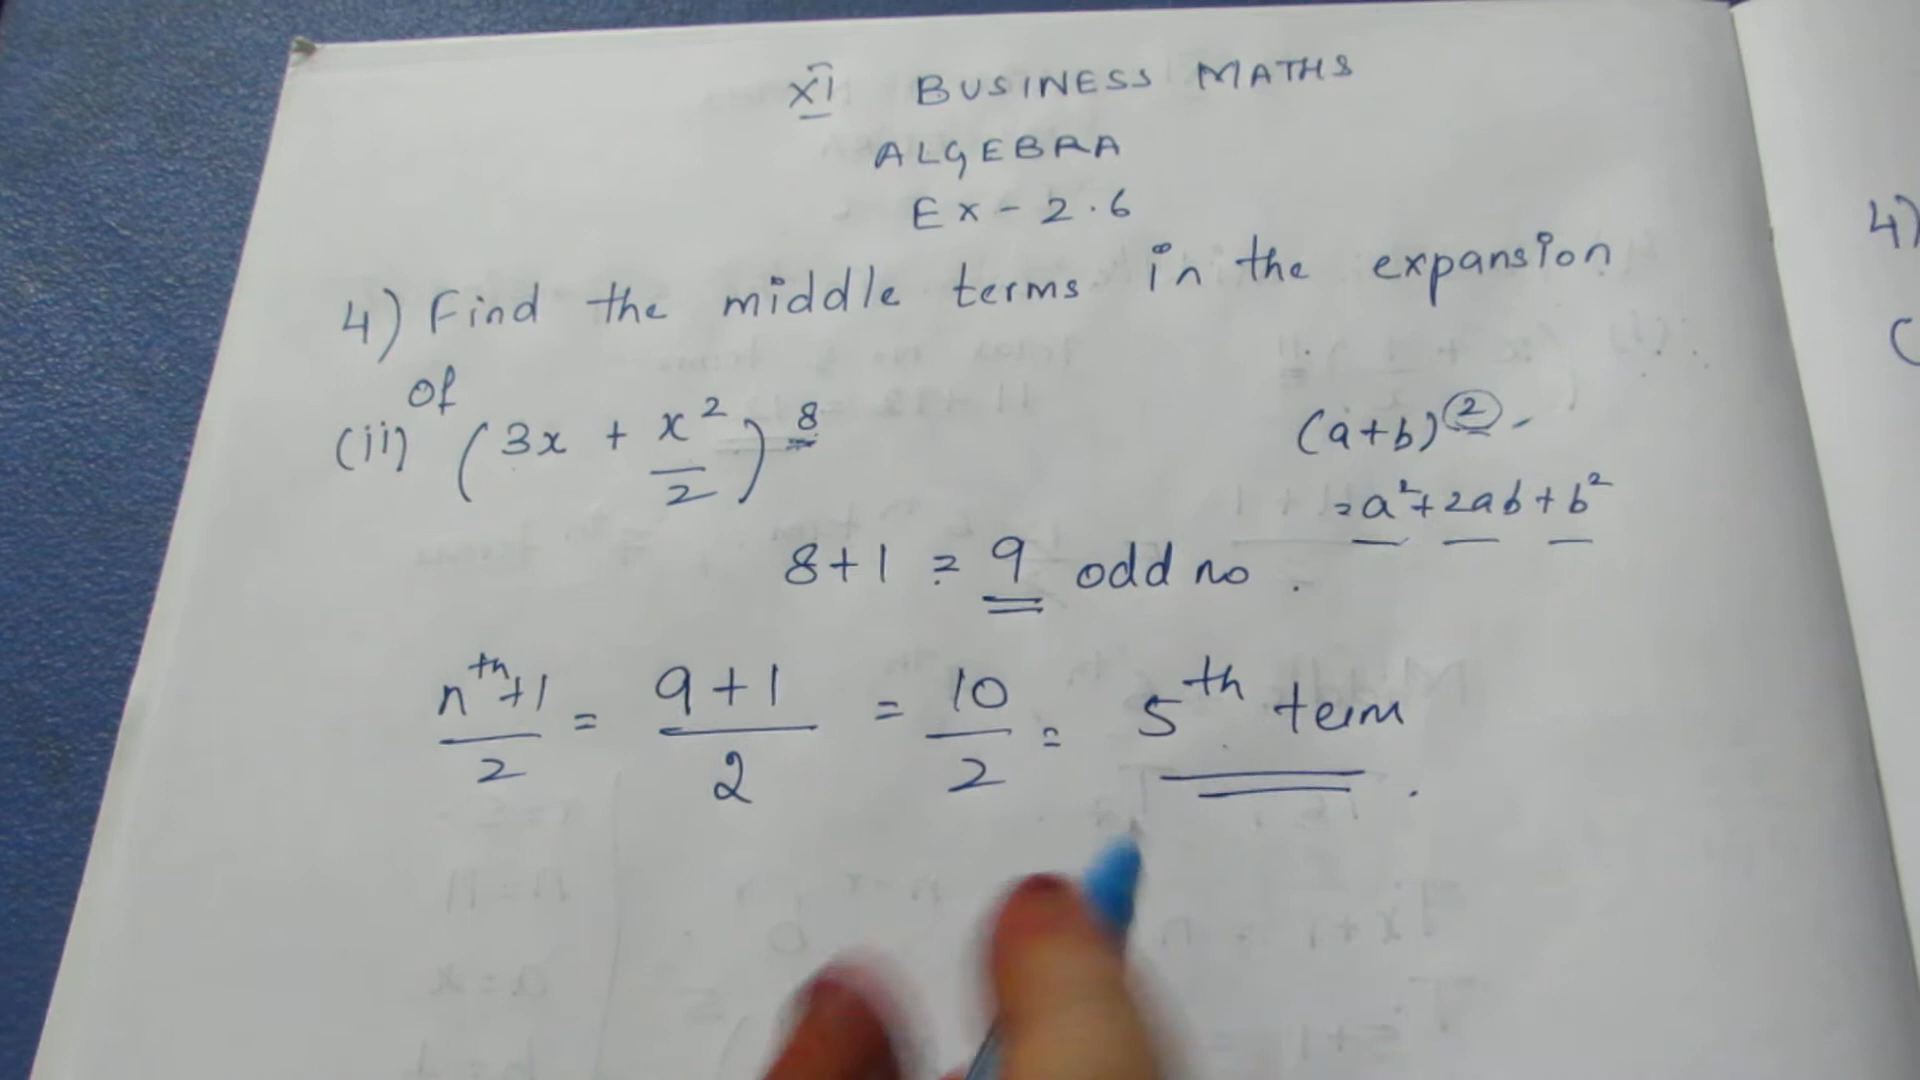 XI BUSINESS MATHS
ALGEBRA
Ex - 2.6
4) Find the middle terms in the expansion
of
(ii) (3x + x²/2)⁸
(a+b)² -
= a² + 2ab + b²
8+1 = 9 odd no.
nᵗʰ+1/2 = 9+1/2 = 10/2 = 5ᵗʰ term.
4)
(